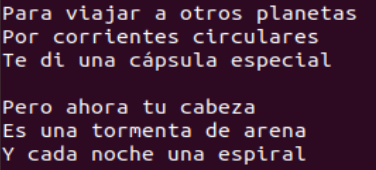 Para viajar a otros planetas
Por corrientes circulares
Te di una cápsula especial
Pero ahora tu cabeza
Es una tormenta de arena
Y cada noche una espiral